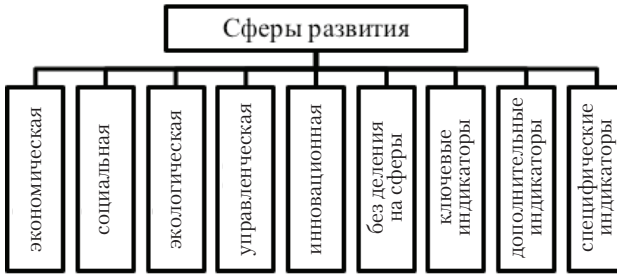 Сферы развития
экономическая
социальная
экологическая
управленческая
инновационная
без деления
на сферы
ключевые
индикаторы
дополнительные
индикаторы
специфические
индикаторы